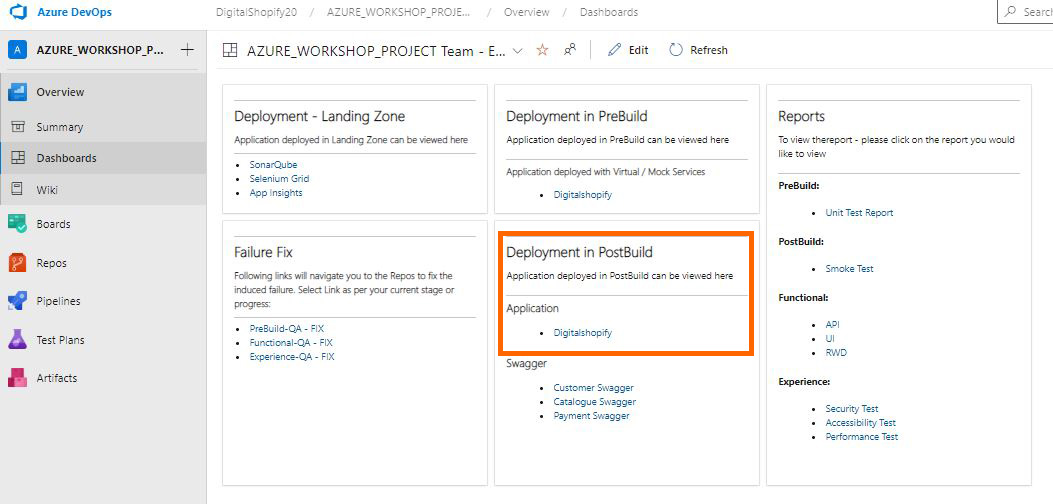 Azure DevOps
DigitalShopify20 / AZURE_WORKSHOP_PROJE... / Overview / Dashboards
Search
A AZURE_WORKSHOP_P...
AZURE_WORKSHOP_PROJECT Team - E...
Edit
Refresh
Overview
Summary
Dashboards
Wiki
Boards
Repos
Pipelines
Test Plans
Artifacts
Deployment - Landing Zone
Application deployed in Landing Zone can be viewed here
SonarQube
Selenium Grid
App Insights
Deployment in PreBuild
Application deployed in PreBuild can be viewed here
Application deployed with Virtual / Mock Services
Digitalshopify
Reports
To view thereport - please click on the report you would
like to view
PreBuild:
Unit Test Report
PostBuild:
Smoke Test
Functional:
API
UI
RWD
Experience:
Security Test
Accessibility Test
Performance Test
Failure Fix
Following links will navigate you to the Repos to fix the
induced failure. Select Link as per your current stage or
progress:
PreBuild-QA - FIX
Functional-QA - FIX
Experience-QA - FIX
Deployment in PostBuild
Application deployed in PostBuild can be viewed here
Application
Digitalshopify
Swagger
Customer Swagger
Catalogue Swagger
Payment Swagger